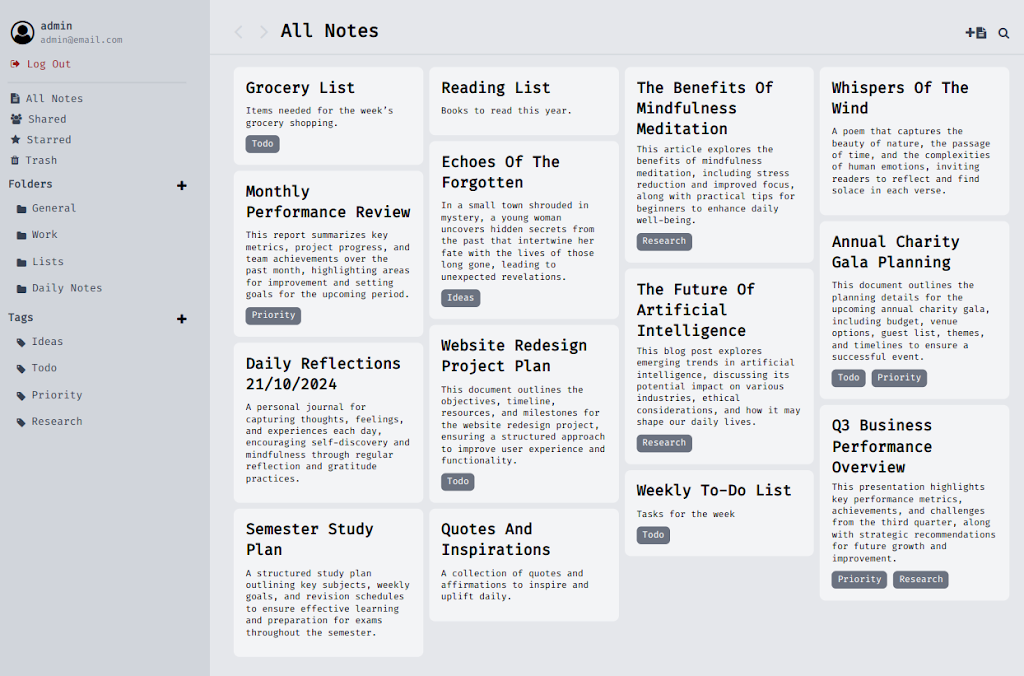 admin
admin@email.com
Log Out
All Notes
Shared
Starred
Trash
Folders
General
Work
Lists
Daily Notes
Tags
Ideas
Todo
Priority
Research
All Notes
Grocery List
Items needed for the week's
grocery shopping.
Todo
Monthly
Performance Review
This report summarizes key
metrics, project progress, and
team achievements over the
past month, highlighting areas
for improvement and setting
goals for the upcoming period.
Priority
Daily Reflections
21/10/2024
A personal journal for
capturing thoughts, feelings,
and experiences each day,
encouraging self-discovery and
mindfulness through regular
reflection and gratitude
practices.
Semester Study
Plan
A structured study plan
outlining key subjects, weekly
goals, and revision schedules
to ensure effective learning
and preparation for exams
throughout the semester.
Reading List
Books to read this year.
Echoes Of The
Forgotten
In a small town shrouded in
mystery, a young woman
uncovers hidden secrets from
the past that intertwine her
fate with the lives of those
long gone, leading to
unexpected revelations.
Ideas
Website Redesign
Project Plan
This document outlines the
objectives, timeline,
resources, and milestones for
the website redesign project,
ensuring a structured approach
to improve user experience and
functionality.
Todo
Quotes And
Inspirations
A collection of quotes and
affirmations to inspire and
uplift daily.
The Benefits Of
Mindfulness
Meditation
This article explores the
benefits of mindfulness
meditation, including stress
reduction and improved focus,
along with practical tips for
beginners to enhance daily
well-being.
Research
The Future Of
Artificial
Intelligence
This blog post explores
emerging trends in artificial
intelligence, discussing its
potential impact on various
industries, ethical
considerations, and how it may
shape our daily lives.
Research
Weekly To-Do List
Tasks for the week
Todo
Whispers Of The
Wind
A poem that captures the
beauty of nature, the passage
of time, and the complexities
of human emotions, inviting
readers to reflect and find
solace in each verse.
Annual Charity
Gala Planning
This document outlines the
planning details for the
upcoming annual charity gala,
including budget, venue
options, guest list, themes,
and timelines to ensure a
successful event.
Todo Priority
Q3 Business
Performance
Overview
This presentation highlights
key performance metrics,
achievements, and challenges
from the third quarter, along
with strategic recommendations
for future growth and
improvement.
Priority Research